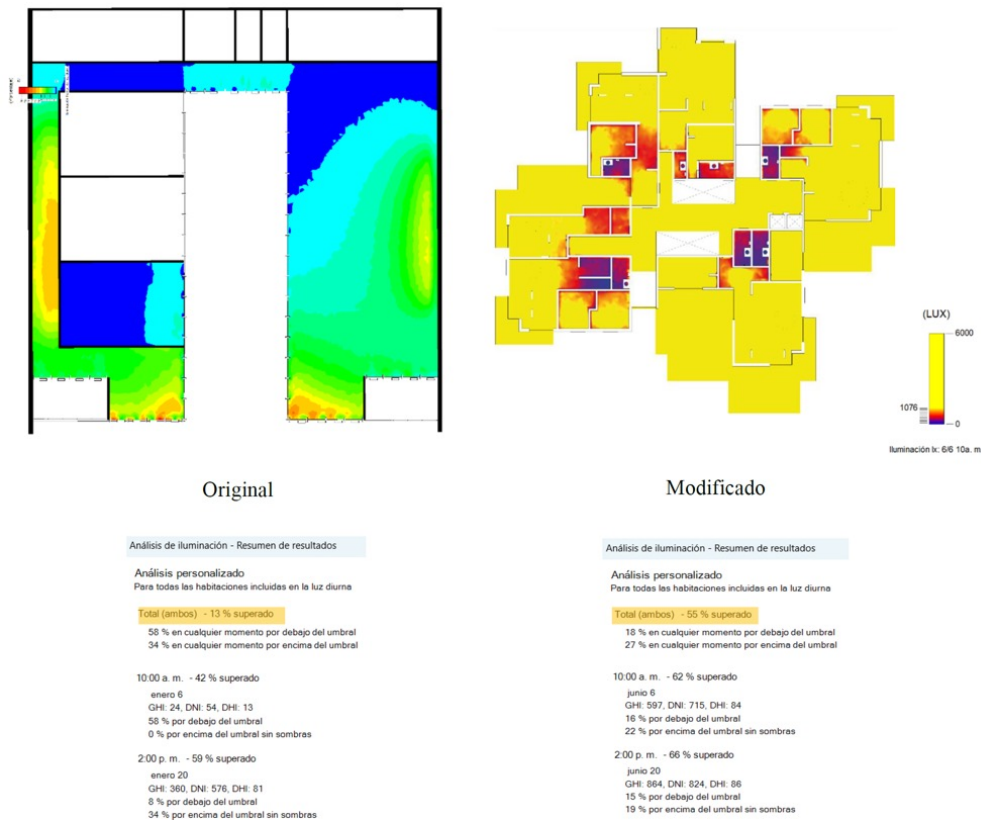 (LUX)
6000
1076
0
Iluminación lx: 6/6 10a. m
Original
Modificado
Análisis de iluminación - Resumen de resultados
Análisis personalizado
Para todas las habitaciones incluidas en la luz diurna
Total (ambos) - 13 % superado
58 % en cualquier momento por debajo del umbral
34 % en cualquier momento por encima del umbral
10:00 a. m. - 42 % superado
enero 6
GHI: 24, DNI: 54, DHI: 13
58 % por debajo del umbral
0 % por encima del umbral sin sombras
2:00 p. m. - 59 % superado
enero 20
GHI: 360, DNI: 576, DHI: 81
8 % por debajo del umbral
34 % por encima del umbral sin sombras
Análisis de iluminación - Resumen de resultados
Análisis personalizado
Para todas las habitaciones incluidas en la luz diurna
Total (ambos) - 55 % superado
18 % en cualquier momento por debajo del umbral
27 % en cualquier momento por encima del umbral
10:00 a. m. - 62 % superado
junio 6
GHI: 597, DNI: 715, DHI: 84
16 % por debajo del umbral
22 % por encima del umbral sin sombras
2:00 p. m. - 66 % superado
junio 20
GHI: 864, DNI: 824, DHI: 86
15 % por debajo del umbral
19 % por encima del umbral sin sombras